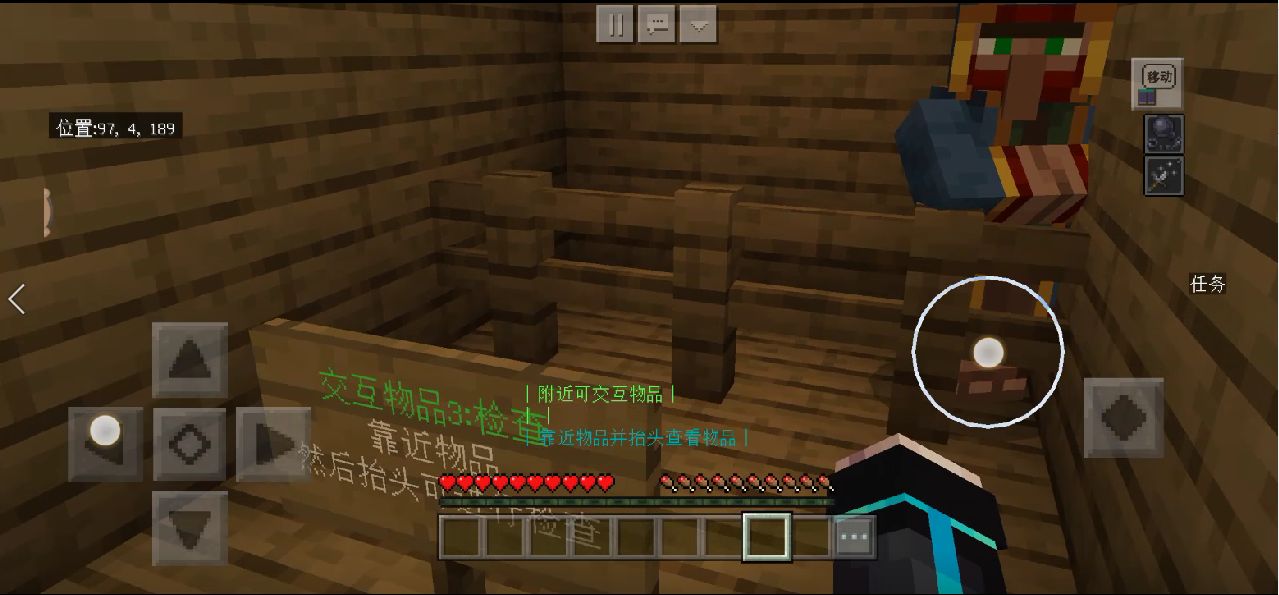 移动
位置:97, 4, 189
任务
交互物品3:检查
靠近物品
然后抬头可
检查
| 附近可交互物品 |
| |
| 靠近物品并抬头查看物品 |